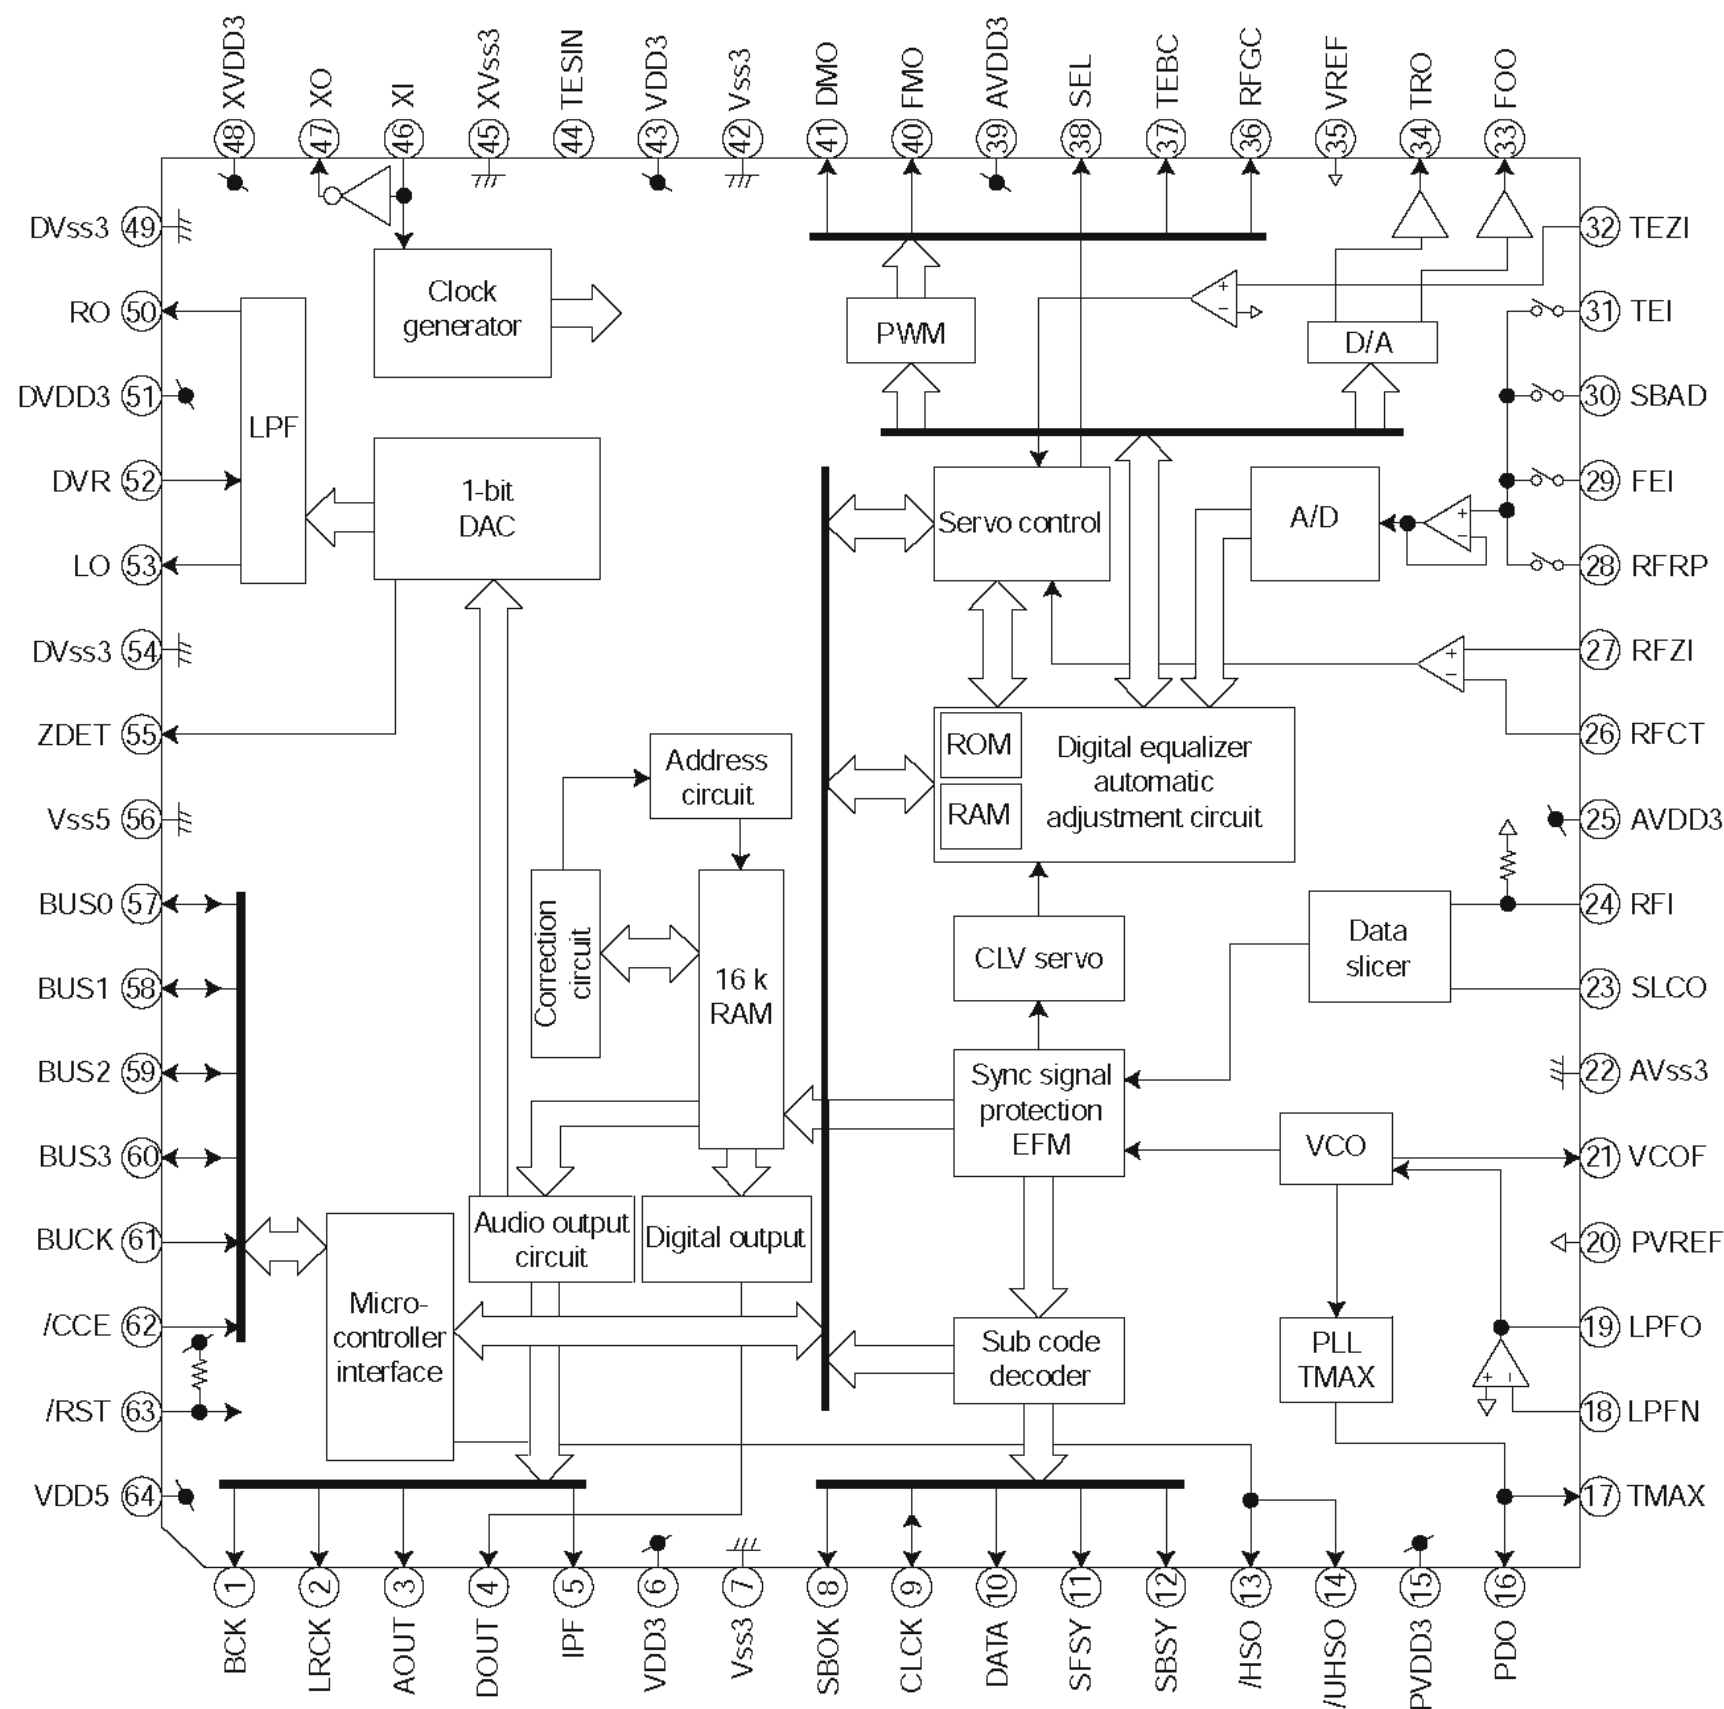 XVDD3
XO
XI
XVss3
TESIN
VDD3
Vss3
DMO
FMO
AVDD3
SEL
TEBC
RFGC
VREF
TRO
FOO
48
47
46
45
44
43
42
41
40
39
38
37
36
35
34
33
DVss3 49
RO 50
DVDD3 51
DVR 52
LO 53
DVss3 54
ZDET 55
Vss5 56
BUS0 57
BUS1 58
BUS2 59
BUS3 60
BUCK 61
/CCE 62
/RST 63
VDD5 64
32 TEZI
31 TEI
30 SBAD
29 FEI
28 RFRP
27 RFZI
26 RFCT
25 AVDD3
24 RFI
23 SLCO
22 AVss3
21 VCOF
20 PVREF
19 LPFO
18 LPFN
17 TMAX
Clock
generator
LPF
1-bit
DAC
PWM
+
−
D/A
Servo control
A/D
+
−
+
−
ROM
RAM
Digital equalizer
automatic
adjustment circuit
Address
circuit
Correction
circuit
16 k
RAM
CLV servo
Data
slicer
Sync signal
protection
EFM
VCO
Audio output
circuit
Digital output
Micro-
controller
interface
Sub code
decoder
PLL
TMAX
+ −
1
2
3
4
5
6
7
8
9
10
11
12
13
14
15
16
BCK
LRCK
AOUT
DOUT
IPF
VDD3
Vss3
SBOK
CLCK
DATA
SFSY
SBSY
/HSO
/UHSO
PVDD3
PDO